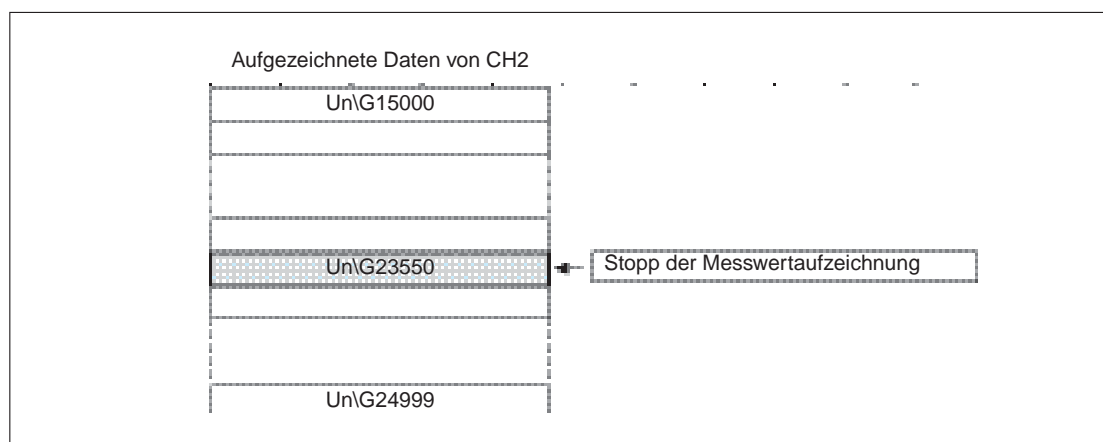 Aufgezeichnete Daten von CH2
Un\G15000
Un\G23550
Stopp der Messwertaufzeichnung
Un\G24999